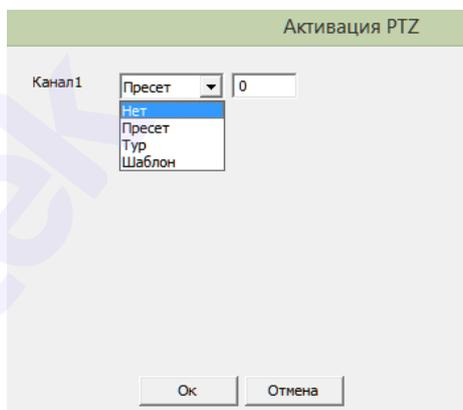 Активация PTZ
Канал1 Пресет 0
Нет
Пресет
Тур
Шаблон
Ок Отмена